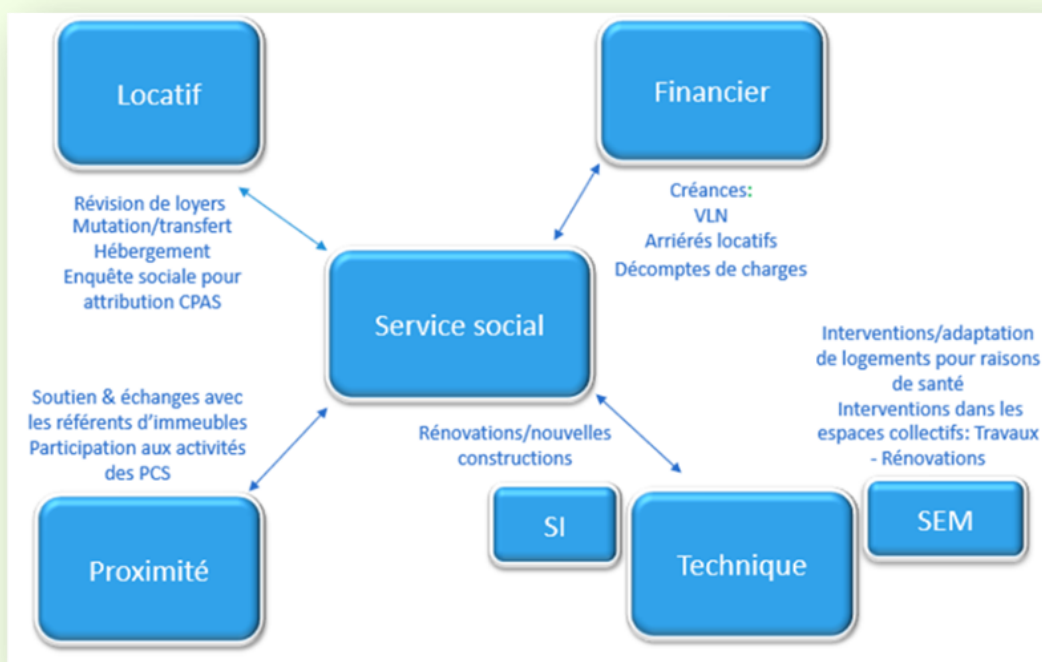 Locatif
Financier
Révision de loyers
Mutation/transfert
Hébergement
Enquête sociale pour
attribution CPAS
Créances:
VLN
Arriérés locatifs
Décomptes de charges
Service social
Soutien & échanges avec
les référents d’immeubles
Participation aux activités
des PCS
Rénovations/nouvelles
constructions
Interventions/adaptation
de logements pour raisons
de santé
Interventions dans les
espaces collectifs: Travaux
- Rénovations
Proximité
SI
Technique
SEM